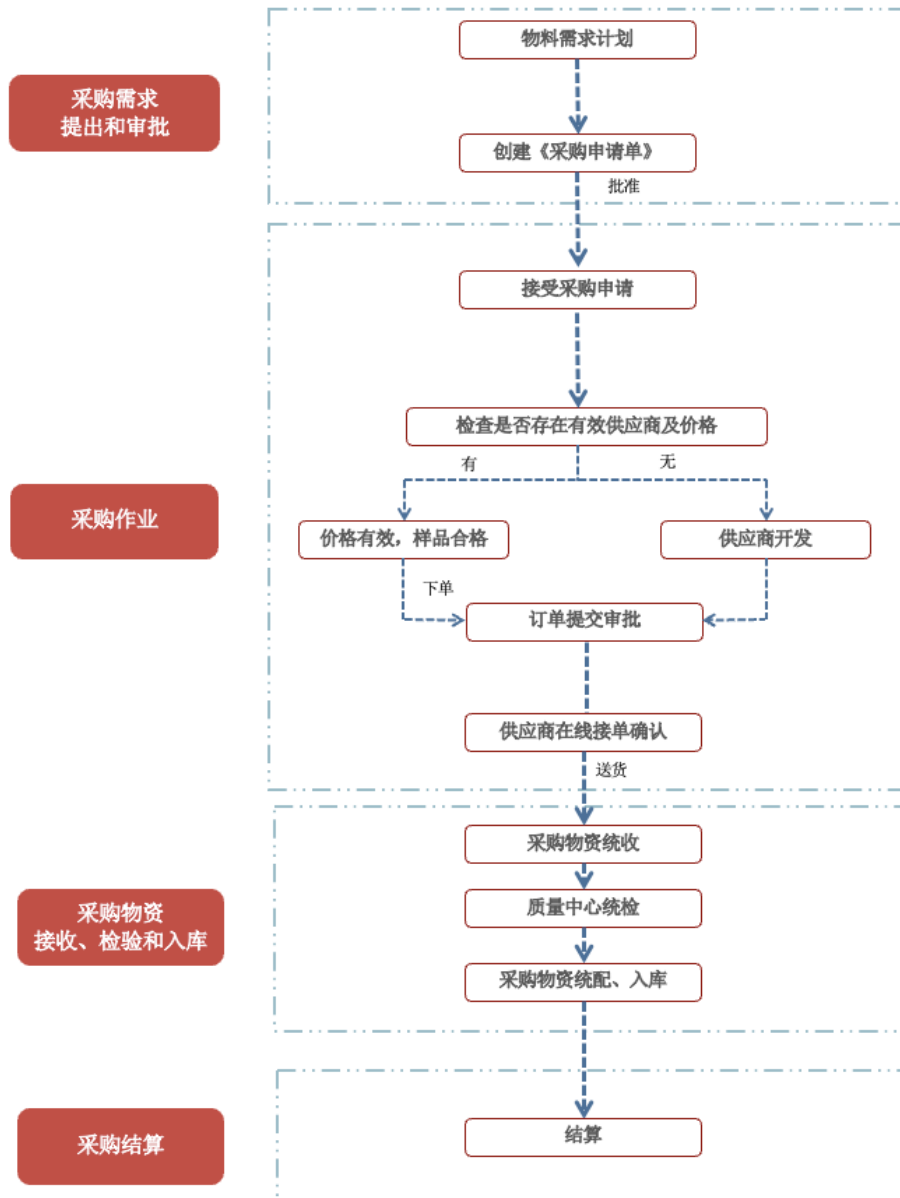 物料需求计划
采购需求
提出和审批
创建《采购申请单》
批准
接受采购申请
检查是否存在有效供应商及价格
有
无
采购作业
价格有效，样品合格
供应商开发
下单
订单提交审批
供应商在线接单确认
送货
采购物资统收
采购物资
接收、检验和入库
质量中心统检
采购物资统配、入库
采购结算
结算